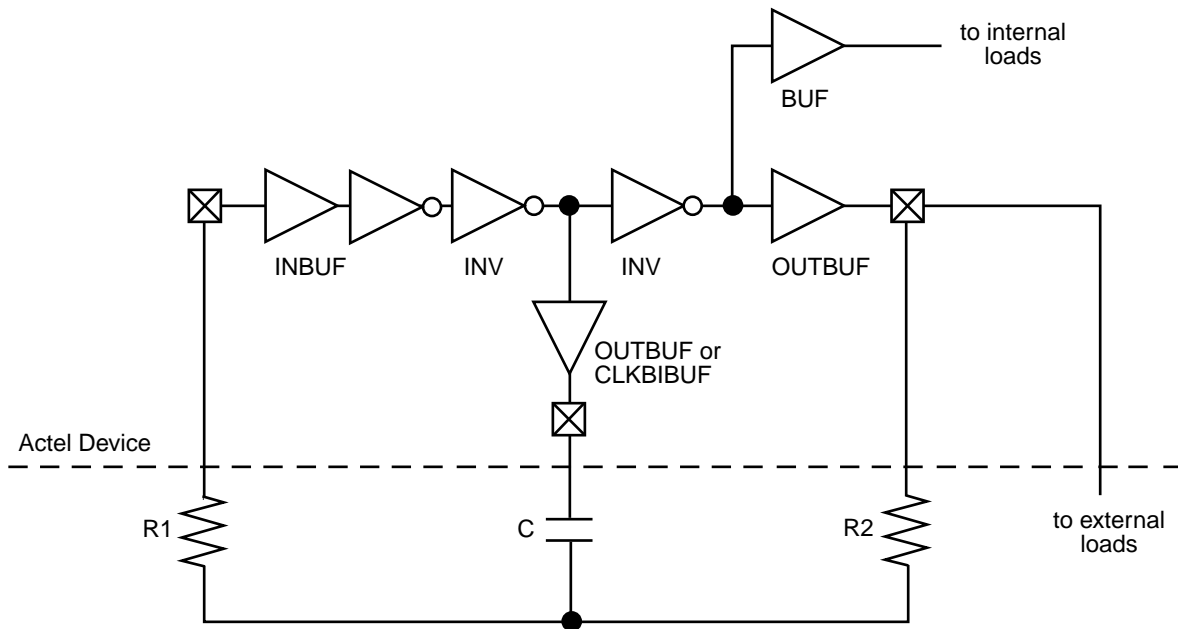 to internal
loads
BUF
INBUF
INV
INV
OUTBUF
OUTBUF or
CLKBIBUF
Actel Device
R1
C
R2
to external
loads